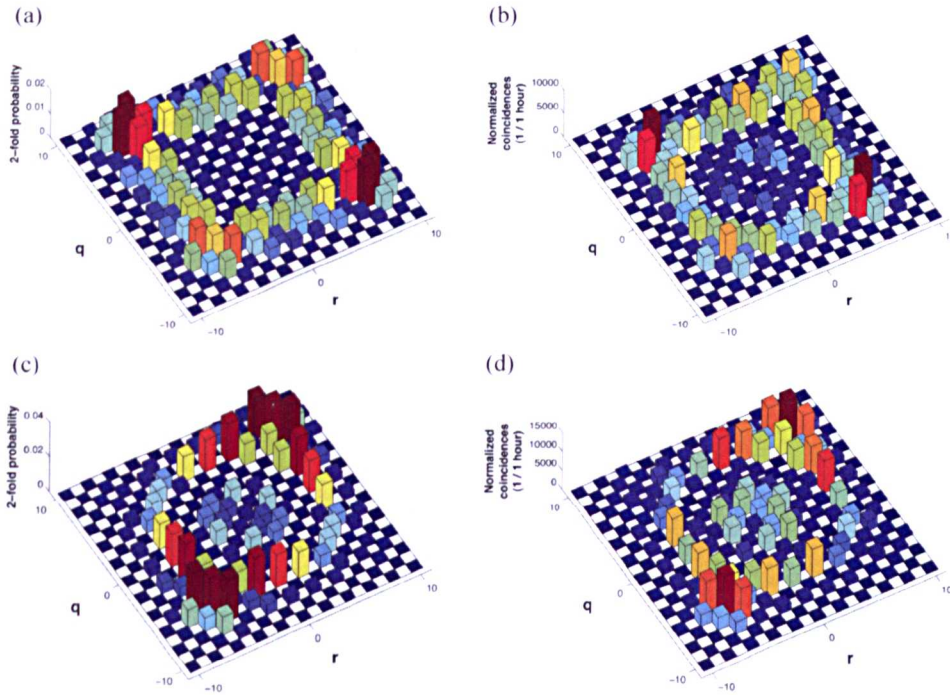 (a)
2-fold probability
0.02
0.01
0
10
q
0
-10
-10
0
r
10
(b)
Normalized
coincidences
(1 / 1 hour)
10000
5000
0
10
q
0
-10
-10
0
r
1
(c)
2-fold probability
0.04
0.02
0
10
q
0
-10
-10
0
r
10
(d)
Normalized
coincidences
(1 / 1 hour)
15000
10000
5000
0
10
q
0
-10
-10
0
r
10